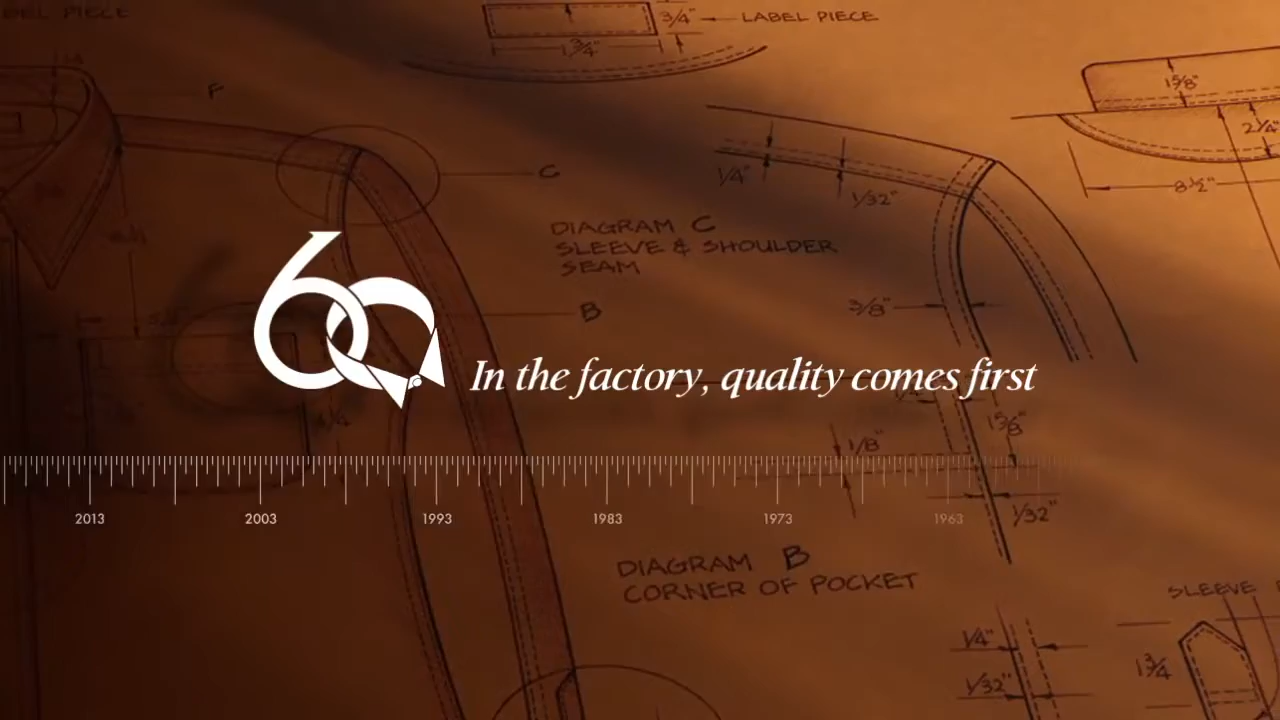 LABEL PIECE
3/4"
LABEL PIECE
1 3/4"
F
1 5/8"
2 1/4"
1/4"
C
1/32"
8 1/2"
DIAGRAM C
SLEEVE & SHOULDER
SEAM
3/8"
B
60
In the factory, quality comes first
1 5/8"
1/8"
2013
2003
1993
1983
1973
1963
1/32"
DIAGRAM B
CORNER OF POCKET
SLEEVE
1/4"
1 3/4
1/32"